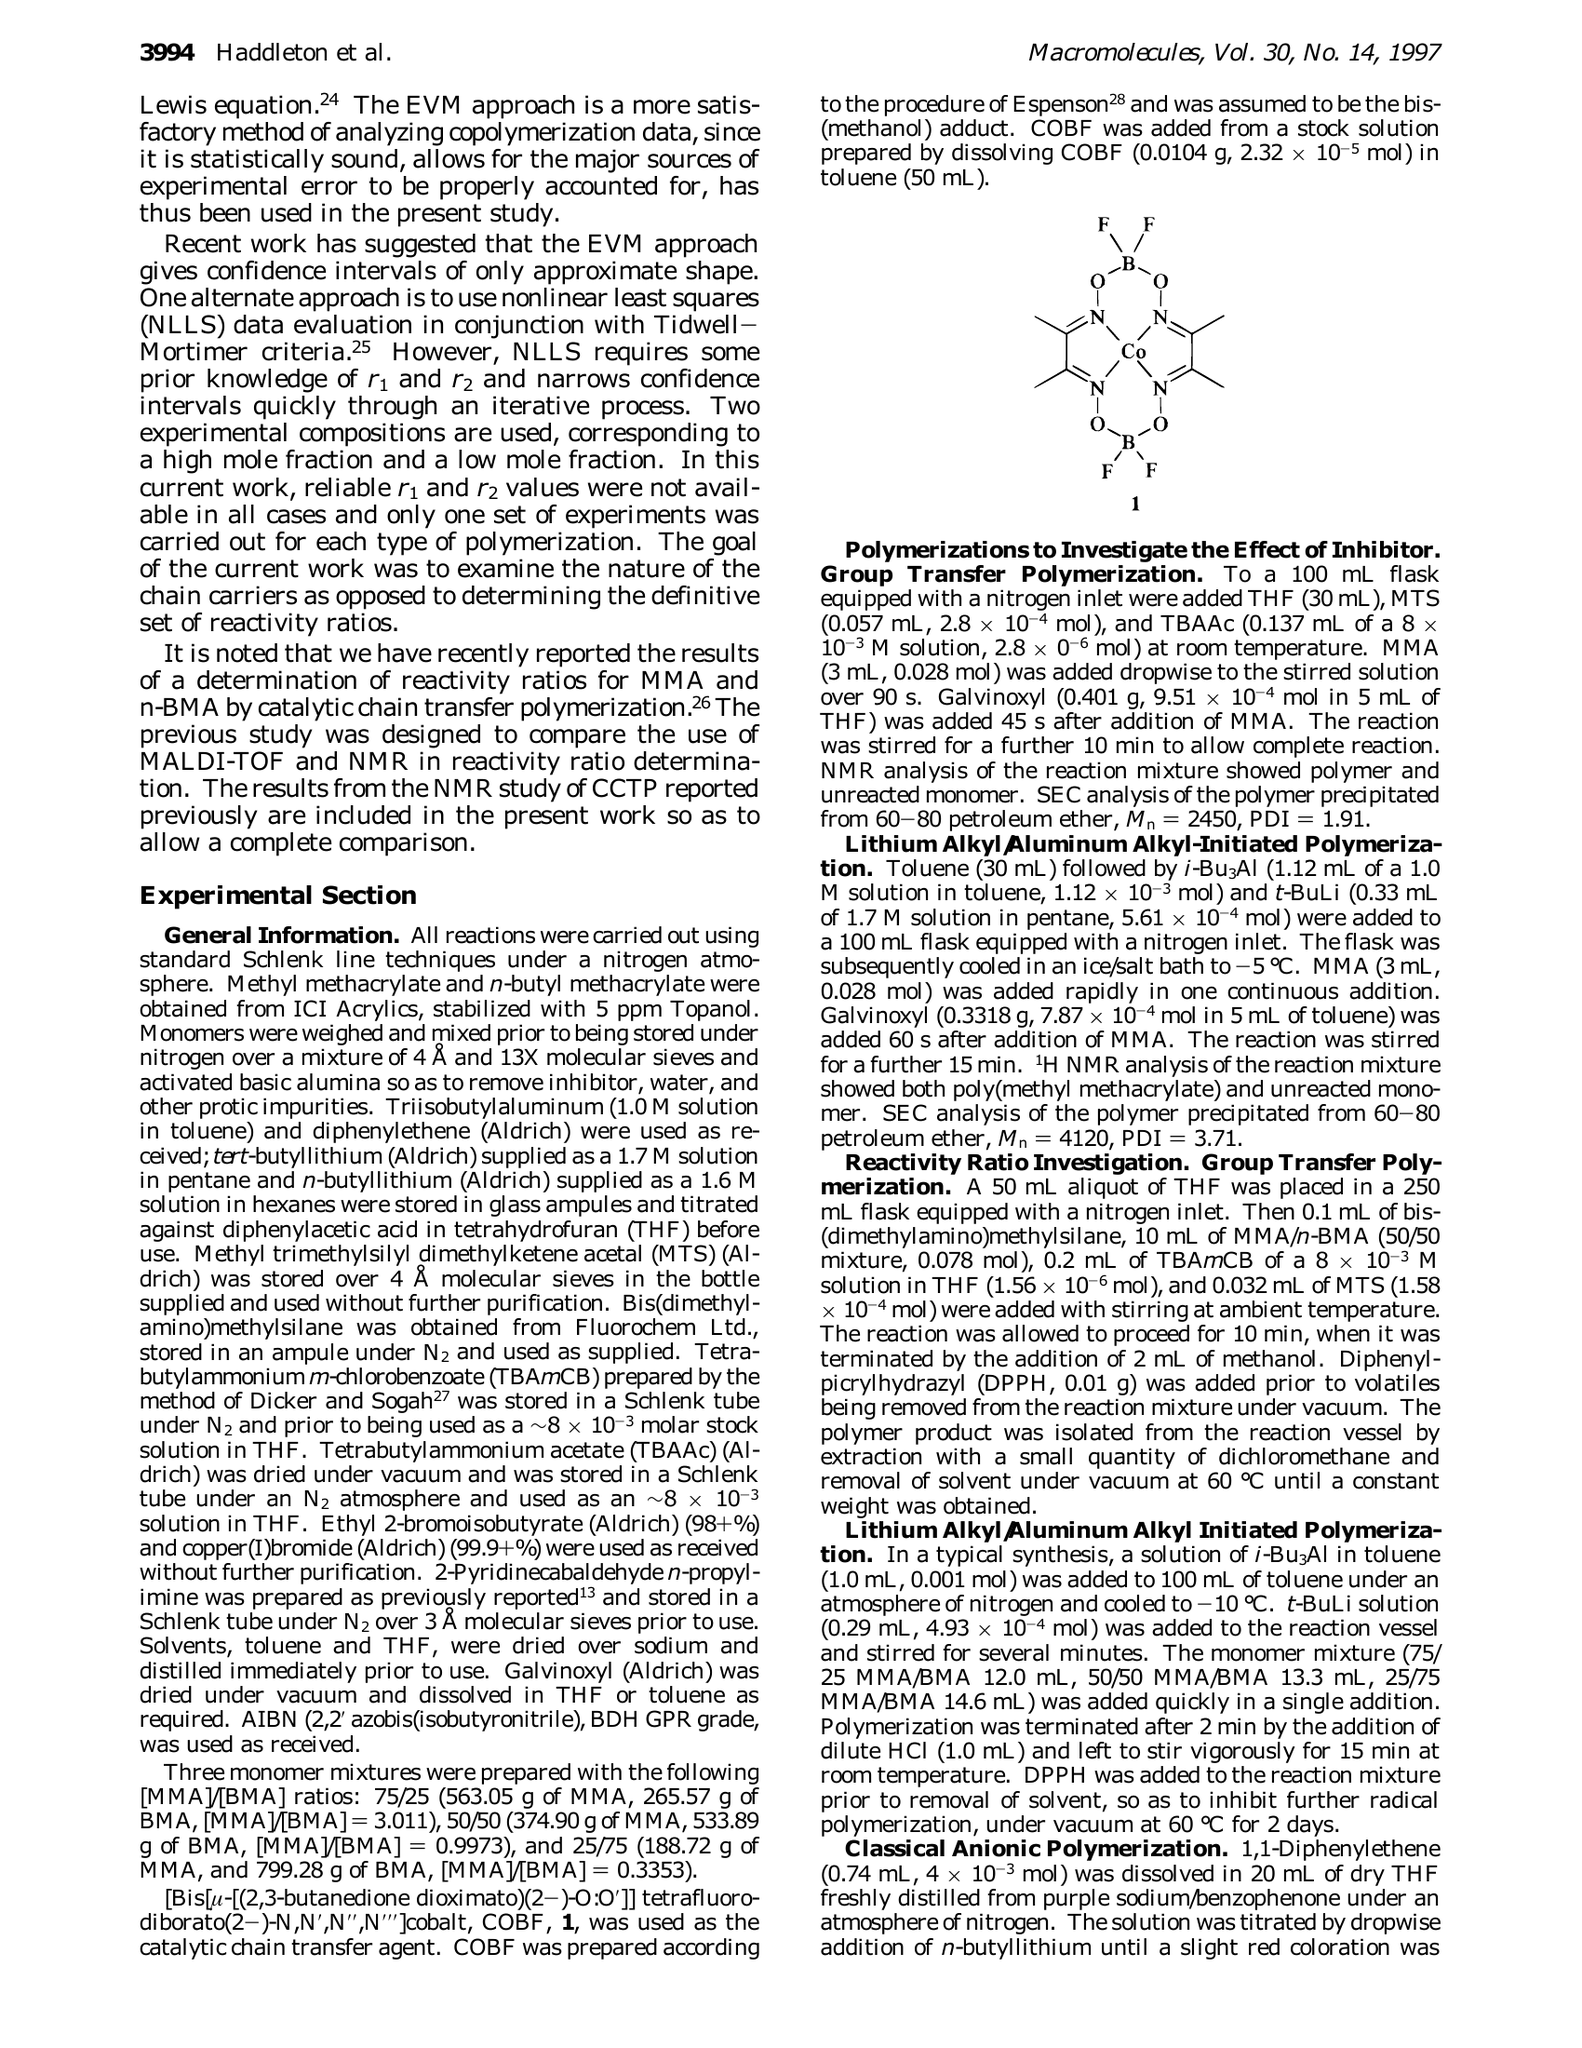 3994 Haddleton et al.
Macromolecules, Vol. 30, No. 14, 1997
Lewis equation.24 The EVM approach is a more satis-
factory method of analyzing copolymerization data, since
it is statistically sound, allows for the major sources of
experimental error to be properly accounted for, has
thus been used in the present study.
Recent work has suggested that the EVM approach
gives confidence intervals of only approximate shape.
One alternate approach is to use nonlinear least squares
(NLLS) data evaluation in conjunction with Tidwell−
Mortimer criteria.25 However, NLLS requires some
prior knowledge of r1 and r2 and narrows confidence
intervals quickly through an iterative process. Two
experimental compositions are used, corresponding to
a high mole fraction and a low mole fraction. In this
current work, reliable r1 and r2 values were not avail-
able in all cases and only one set of experiments was
carried out for each type of polymerization. The goal
of the current work was to examine the nature of the
chain carriers as opposed to determining the definitive
set of reactivity ratios.
It is noted that we have recently reported the results
of a determination of reactivity ratios for MMA and
n-BMA by catalytic chain transfer polymerization.26 The
previous study was designed to compare the use of
MALDI-TOF and NMR in reactivity ratio determina-
tion. The results from the NMR study of CCTP reported
previously are included in the present work so as to
allow a complete comparison.
Experimental Section
General Information. All reactions were carried out using
standard Schlenk line techniques under a nitrogen atmo-
sphere. Methyl methacrylate and n-butyl methacrylate were
obtained from ICI Acrylics, stabilized with 5 ppm Topanol.
Monomers were weighed and mixed prior to being stored under
nitrogen over a mixture of 4 Å and 13X molecular sieves and
activated basic alumina so as to remove inhibitor, water, and
other protic impurities. Triisobutylaluminum (1.0 M solution
in toluene) and diphenylethene (Aldrich) were used as re-
ceived; tert-butyllithium (Aldrich) supplied as a 1.7 M solution
in pentane and n-butyllithium (Aldrich) supplied as a 1.6 M
solution in hexanes were stored in glass ampules and titrated
against diphenylacetic acid in tetrahydrofuran (THF) before
use. Methyl trimethylsilyl dimethylketene acetal (MTS) (Al-
drich) was stored over 4 Å molecular sieves in the bottle
supplied and used without further purification. Bis(dimethyl-
amino)methylsilane was obtained from Fluorochem Ltd.,
stored in an ampule under N2 and used as supplied. Tetra-
butylammonium m-chlorobenzoate (TBAmCB) prepared by the
method of Dicker and Sogah27 was stored in a Schlenk tube
under N2 and prior to being used as a ~8 × 10−3 molar stock
solution in THF. Tetrabutylammonium acetate (TBAAc) (Al-
drich) was dried under vacuum and was stored in a Schlenk
tube under an N2 atmosphere and used as an ~8 × 10−3
solution in THF. Ethyl 2-bromoisobutyrate (Aldrich) (98+%)
and copper(I)bromide (Aldrich) (99.9+%) were used as received
without further purification. 2-Pyridinecabaldehyde n-propyl-
imine was prepared as previously reported13 and stored in a
Schlenk tube under N2 over 3 Å molecular sieves prior to use.
Solvents, toluene and THF, were dried over sodium and
distilled immediately prior to use. Galvinoxyl (Aldrich) was
dried under vacuum and dissolved in THF or toluene as
required. AIBN (2,2′ azobis(isobutyronitrile), BDH GPR grade,
was used as received.
Three monomer mixtures were prepared with the following
[MMA]/[BMA] ratios: 75/25 (563.05 g of MMA, 265.57 g of
BMA, [MMA]/[BMA] = 3.011), 50/50 (374.90 g of MMA, 533.89
g of BMA, [MMA]/[BMA] = 0.9973), and 25/75 (188.72 g of
MMA, and 799.28 g of BMA, [MMA]/[BMA] = 0.3353).
[Bis[μ-[(2,3-butanedione dioximato)(2−)-O:O′]] tetrafluoro-
diborato(2−)-N,N′,N′′,N′′′]cobalt, COBF, 1, was used as the
catalytic chain transfer agent. COBF was prepared according
to the procedure of Espenson28 and was assumed to be the bis-
(methanol) adduct. COBF was added from a stock solution
prepared by dissolving COBF (0.0104 g, 2.32 × 10−5 mol) in
toluene (50 mL).
F F
B
O O
N N
Co
N N
O O
B
F F
1
Polymerizations to Investigate the Effect of Inhibitor.
Group Transfer Polymerization. To a 100 mL flask
equipped with a nitrogen inlet were added THF (30 mL), MTS
(0.057 mL, 2.8 × 10−4 mol), and TBAAc (0.137 mL of a 8 ×
10−3 M solution, 2.8 × 0−6 mol) at room temperature. MMA
(3 mL, 0.028 mol) was added dropwise to the stirred solution
over 90 s. Galvinoxyl (0.401 g, 9.51 × 10−4 mol in 5 mL of
THF) was added 45 s after addition of MMA. The reaction
was stirred for a further 10 min to allow complete reaction.
NMR analysis of the reaction mixture showed polymer and
unreacted monomer. SEC analysis of the polymer precipitated
from 60−80 petroleum ether, Mn = 2450, PDI = 1.91.
Lithium Alkyl/Aluminum Alkyl-Initiated Polymeriza-
tion. Toluene (30 mL) followed by i-Bu3Al (1.12 mL of a 1.0
M solution in toluene, 1.12 × 10−3 mol) and t-BuLi (0.33 mL
of 1.7 M solution in pentane, 5.61 × 10−4 mol) were added to
a 100 mL flask equipped with a nitrogen inlet. The flask was
subsequently cooled in an ice/salt bath to −5 °C. MMA (3 mL,
0.028 mol) was added rapidly in one continuous addition.
Galvinoxyl (0.3318 g, 7.87 × 10−4 mol in 5 mL of toluene) was
added 60 s after addition of MMA. The reaction was stirred
for a further 15 min. 1H NMR analysis of the reaction mixture
showed both poly(methyl methacrylate) and unreacted mono-
mer. SEC analysis of the polymer precipitated from 60−80
petroleum ether, Mn = 4120, PDI = 3.71.
Reactivity Ratio Investigation. Group Transfer Poly-
merization. A 50 mL aliquot of THF was placed in a 250
mL flask equipped with a nitrogen inlet. Then 0.1 mL of bis-
(dimethylamino)methylsilane, 10 mL of MMA/n-BMA (50/50
mixture, 0.078 mol), 0.2 mL of TBAmCB of a 8 × 10−3 M
solution in THF (1.56 × 10−6 mol), and 0.032 mL of MTS (1.58
× 10−4 mol) were added with stirring at ambient temperature.
The reaction was allowed to proceed for 10 min, when it was
terminated by the addition of 2 mL of methanol. Diphenyl-
picrylhydrazyl (DPPH, 0.01 g) was added prior to volatiles
being removed from the reaction mixture under vacuum. The
polymer product was isolated from the reaction vessel by
extraction with a small quantity of dichloromethane and
removal of solvent under vacuum at 60 °C until a constant
weight was obtained.
Lithium Alkyl/Aluminum Alkyl Initiated Polymeriza-
tion. In a typical synthesis, a solution of i-Bu3Al in toluene
(1.0 mL, 0.001 mol) was added to 100 mL of toluene under an
atmosphere of nitrogen and cooled to −10 °C. t-BuLi solution
(0.29 mL, 4.93 × 10−4 mol) was added to the reaction vessel
and stirred for several minutes. The monomer mixture (75/
25 MMA/BMA 12.0 mL, 50/50 MMA/BMA 13.3 mL, 25/75
MMA/BMA 14.6 mL) was added quickly in a single addition.
Polymerization was terminated after 2 min by the addition of
dilute HCl (1.0 mL) and left to stir vigorously for 15 min at
room temperature. DPPH was added to the reaction mixture
prior to removal of solvent, so as to inhibit further radical
polymerization, under vacuum at 60 °C for 2 days.
Classical Anionic Polymerization. 1,1-Diphenylethene
(0.74 mL, 4 × 10−3 mol) was dissolved in 20 mL of dry THF
freshly distilled from purple sodium/benzophenone under an
atmosphere of nitrogen. The solution was titrated by dropwise
addition of n-butyllithium until a slight red coloration was